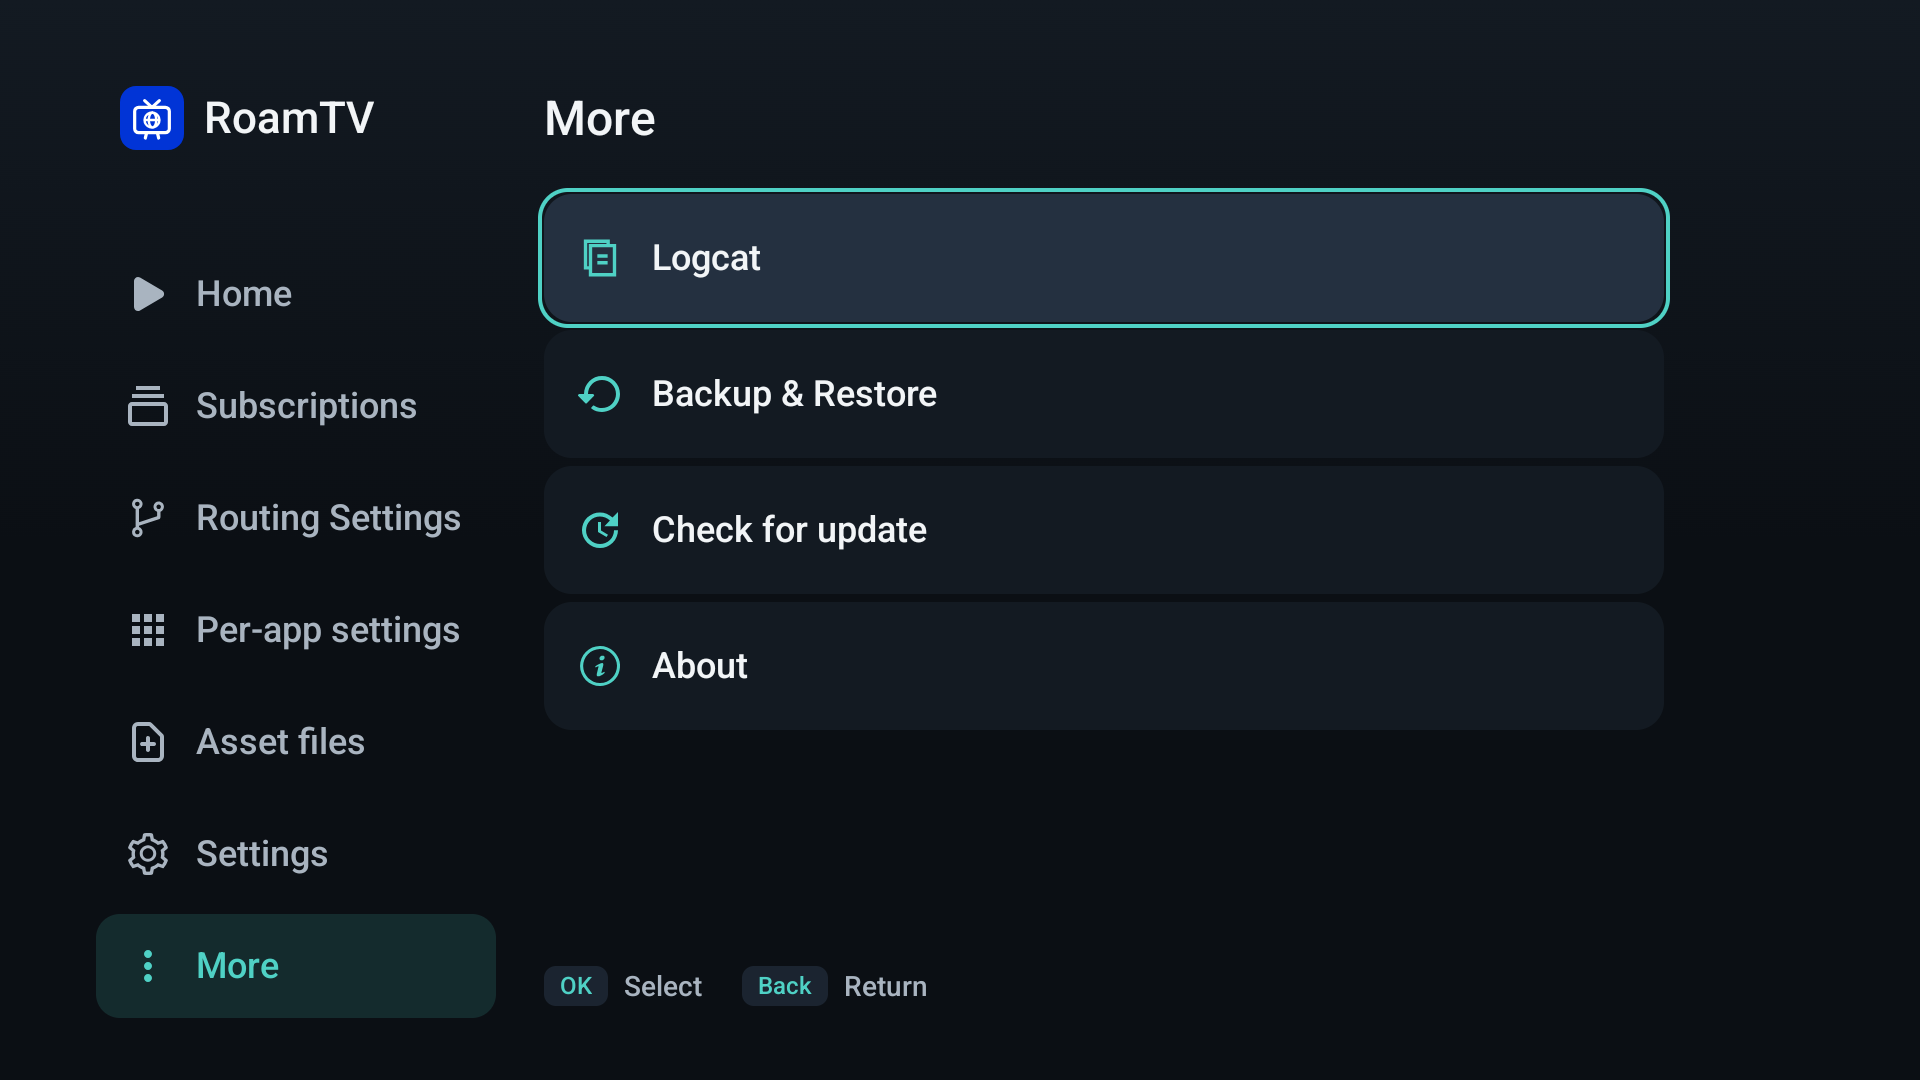 RoamTV
Home
Subscriptions
Routing Settings
Per-app settings
Asset files
Settings
More
More
Logcat
Backup & Restore
Check for update
About
OK Select Back Return